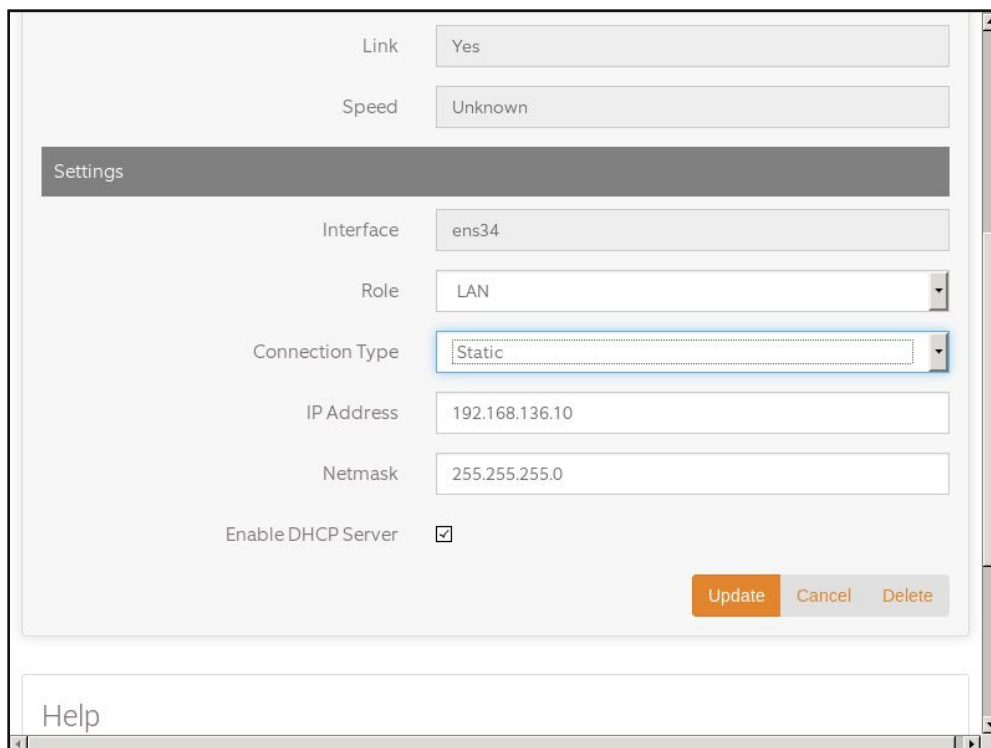 Link Yes
Speed Unknown
Settings
Interface ens34
Role LAN
Connection Type Static
IP Address 192.168.136.10
Netmask 255.255.255.0
Enable DHCP Server
Update Cancel Delete
Help